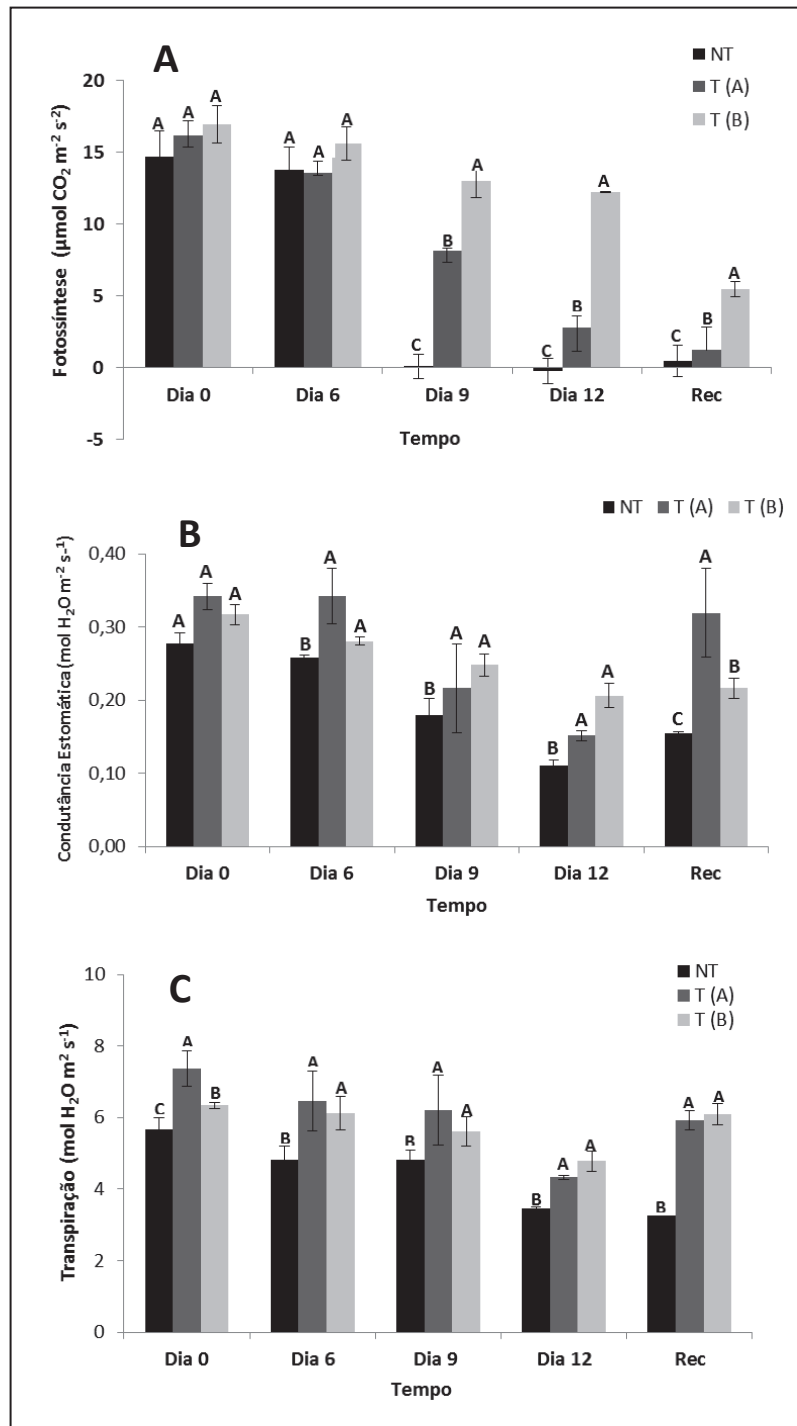 A
NT
T (A)
T (B)
20
15
10
5
0
-5
Fotossíntese (µmol CO₂ m⁻² s⁻²)
A A A
A A A
C B A
C B A
C B A
Dia 0 Dia 6 Dia 9 Dia 12 Rec
Tempo
NT T (A) T (B)
B
0,40
0,30
0,20
0,10
0,00
Condutância Estomática (mol H₂O m⁻² s-¹)
A A A
B A A
B A A
B A A
C A B
Dia 0 Dia 6 Dia 9 Dia 12 Rec
Tempo
C
NT
T (A)
T (B)
10
8
6
4
2
0
Transpiração (mol H₂O m² s⁻¹)
C A B
B A A
B A A
B A A
B A A
Dia 0 Dia 6 Dia 9 Dia 12 Rec
Tempo